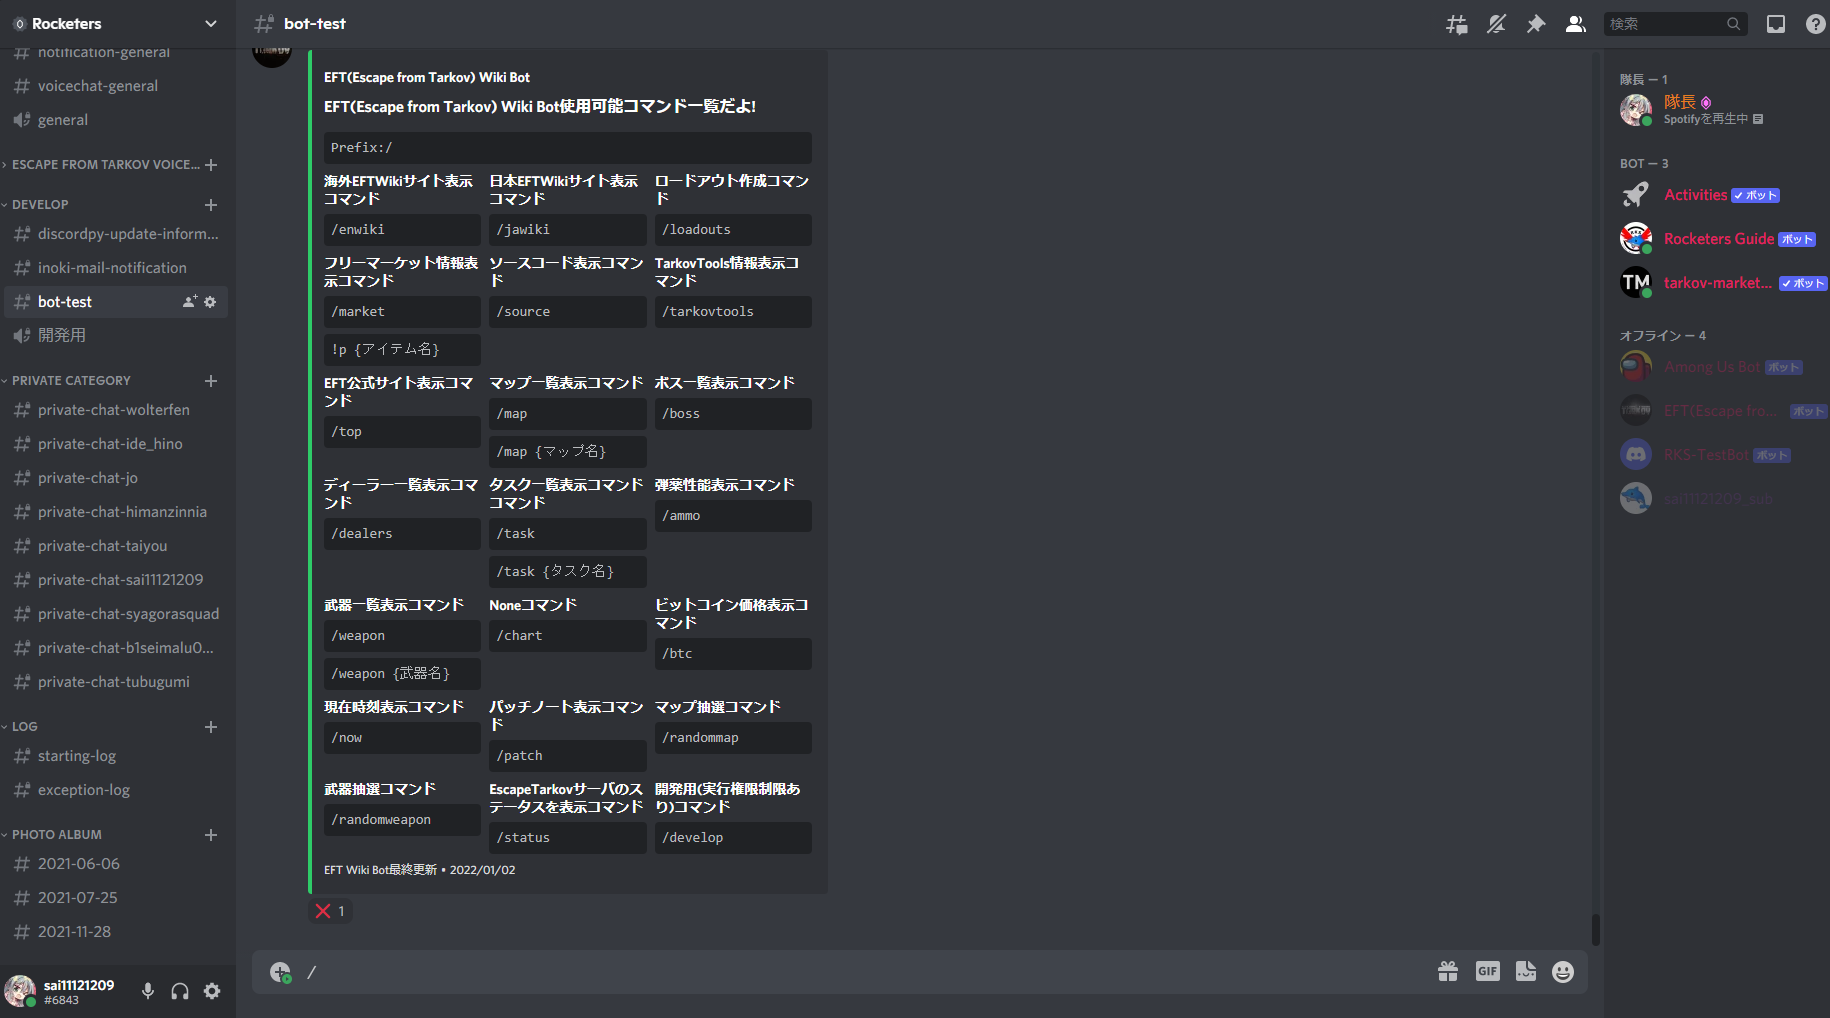 Rocketers
notification-general
voicechat-general
general
ESCAPE FROM TARKOV VOICE...
DEVELOP
discordpy-update-inform...
inoki-mail-notification
bot-test
開発用
PRIVATE CATEGORY
private-chat-wolterfen
private-chat-ide_hino
private-chat-jo
private-chat-himanzinnia
private-chat-taiyou
private-chat-sai11121209
private-chat-syagorasquad
private-chat-b1seimalu0...
private-chat-tubugumi
LOG
starting-log
exception-log
PHOTO ALBUM
2021-06-06
2021-07-25
2021-11-28
sai11121209
#6843
bot-test
検索
EFT(Escape from Tarkov) Wiki Bot
EFT(Escape from Tarkov) Wiki Bot使用可能コマンド一覧だよ!
Prefix:/
海外EFTWikiサイト表示
コマンド
/enwiki
日本EFTWikiサイト表示
コマンド
/jawiki
ロードアウト作成コマン
ド
/loadouts
フリーマーケット情報表
示コマンド
/market
!p {アイテム名}
ソースコード表示コマン
ド
/source
TarkovTools情報表示コ
マンド
/tarkovtools
EFT公式サイト表示コマ
ンド
/top
マップ一覧表示コマンド
/map
/map {マップ名}
ボス一覧表示コマンド
/boss
ディーラー一覧表示コマ
ンド
/dealers
タスク一覧表示コマンド
コマンド
/task
/task {タスク名}
弾薬性能表示コマンド
/ammo
武器一覧表示コマンド
/weapon
/weapon {武器名}
Noneコマンド
/chart
ビットコイン価格表示コ
マンド
/btc
現在時刻表示コマンド
/now
パッチノート表示コマン
ド
/patch
マップ抽選コマンド
/randommap
武器抽選コマンド
/randomweapon
EscapeTarkovサーバのス
テータスを表示コマンド
/status
開発用(実行権限制限あ
り)コマンド
/develop
EFT Wiki Bot最終更新 • 2022/01/02
1
/
GIF
隊長 — 1
隊長
Spotifyを再生中
BOT — 3
Activities ✓ ボット
Rocketers Guide ボット
TM
tarkov-market... ✓ ボット
オフライン — 4
Among Us Bot ボット
EFT(Escape fro... ボット
RKS-TestBot ボット
sai11121209_sub